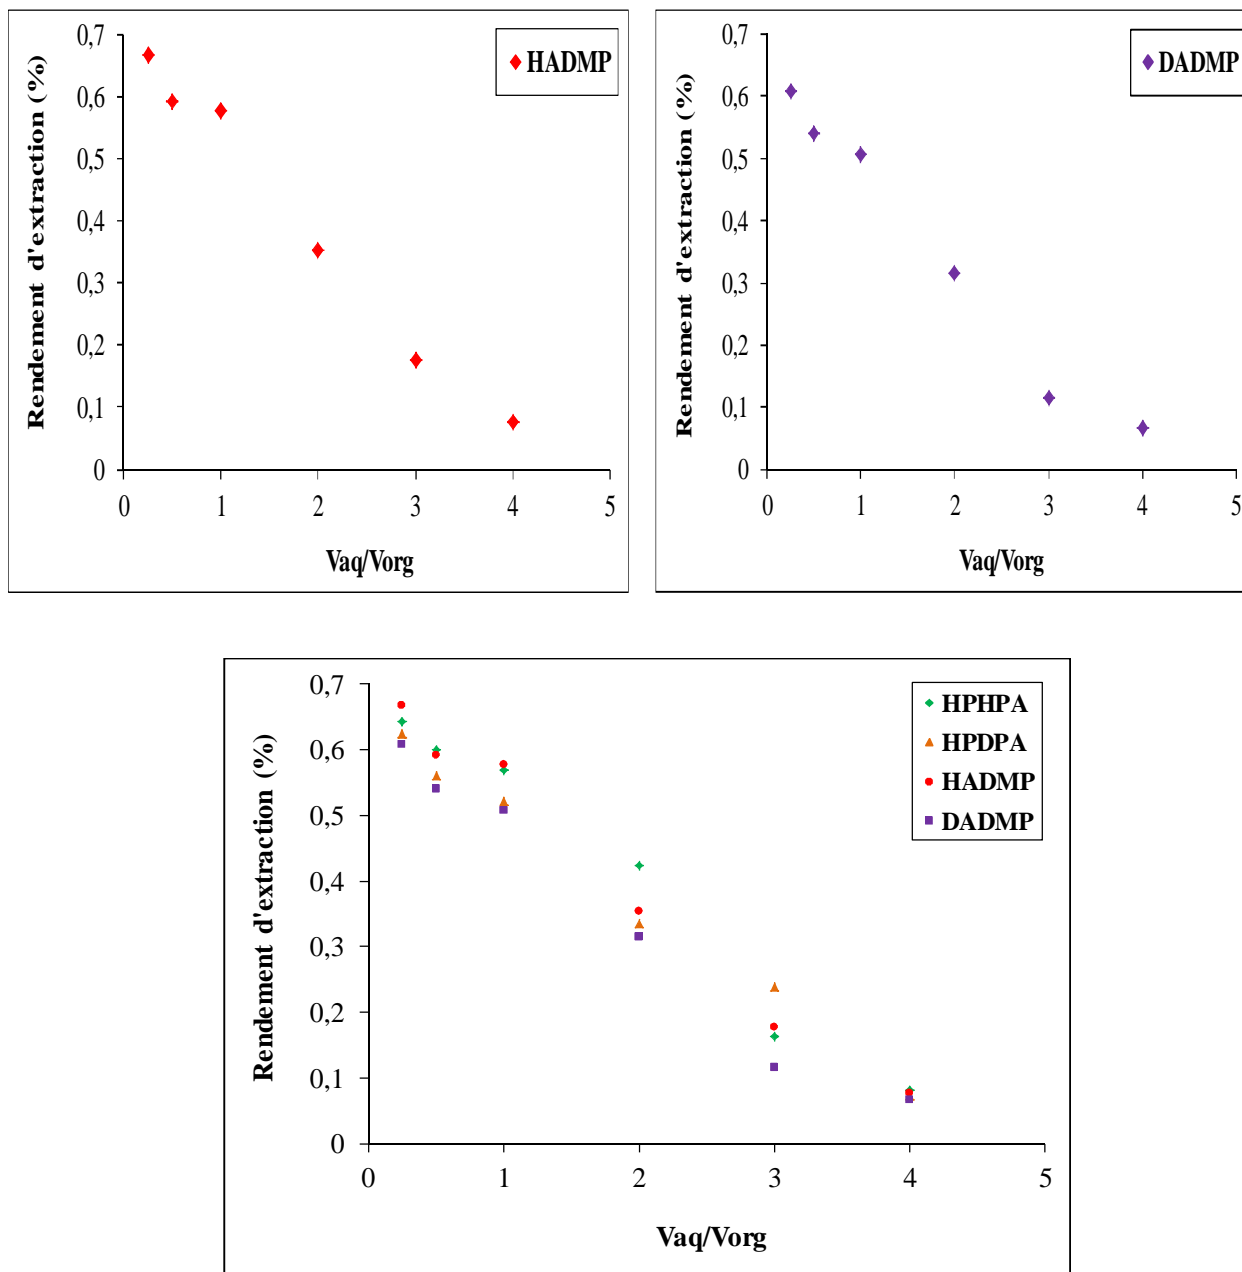 Rendement d'extraction (%)
0,7
0,6
0,5
0,4
0,3
0,2
0,1
0
0 1 2 3 4 5
Vaq/Vorg
HADMP
Rendement d'extraction (%)
0,7
0,6
0,5
0,4
0,3
0,2
0,1
0
0 1 2 3 4 5
Vaq/Vorg
DADMP
Rendement d'extraction (%)
0,7
0,6
0,5
0,4
0,3
0,2
0,1
0
0 1 2 3 4 5
Vaq/Vorg
HPHPA
HPDPA
HADMP
DADMP